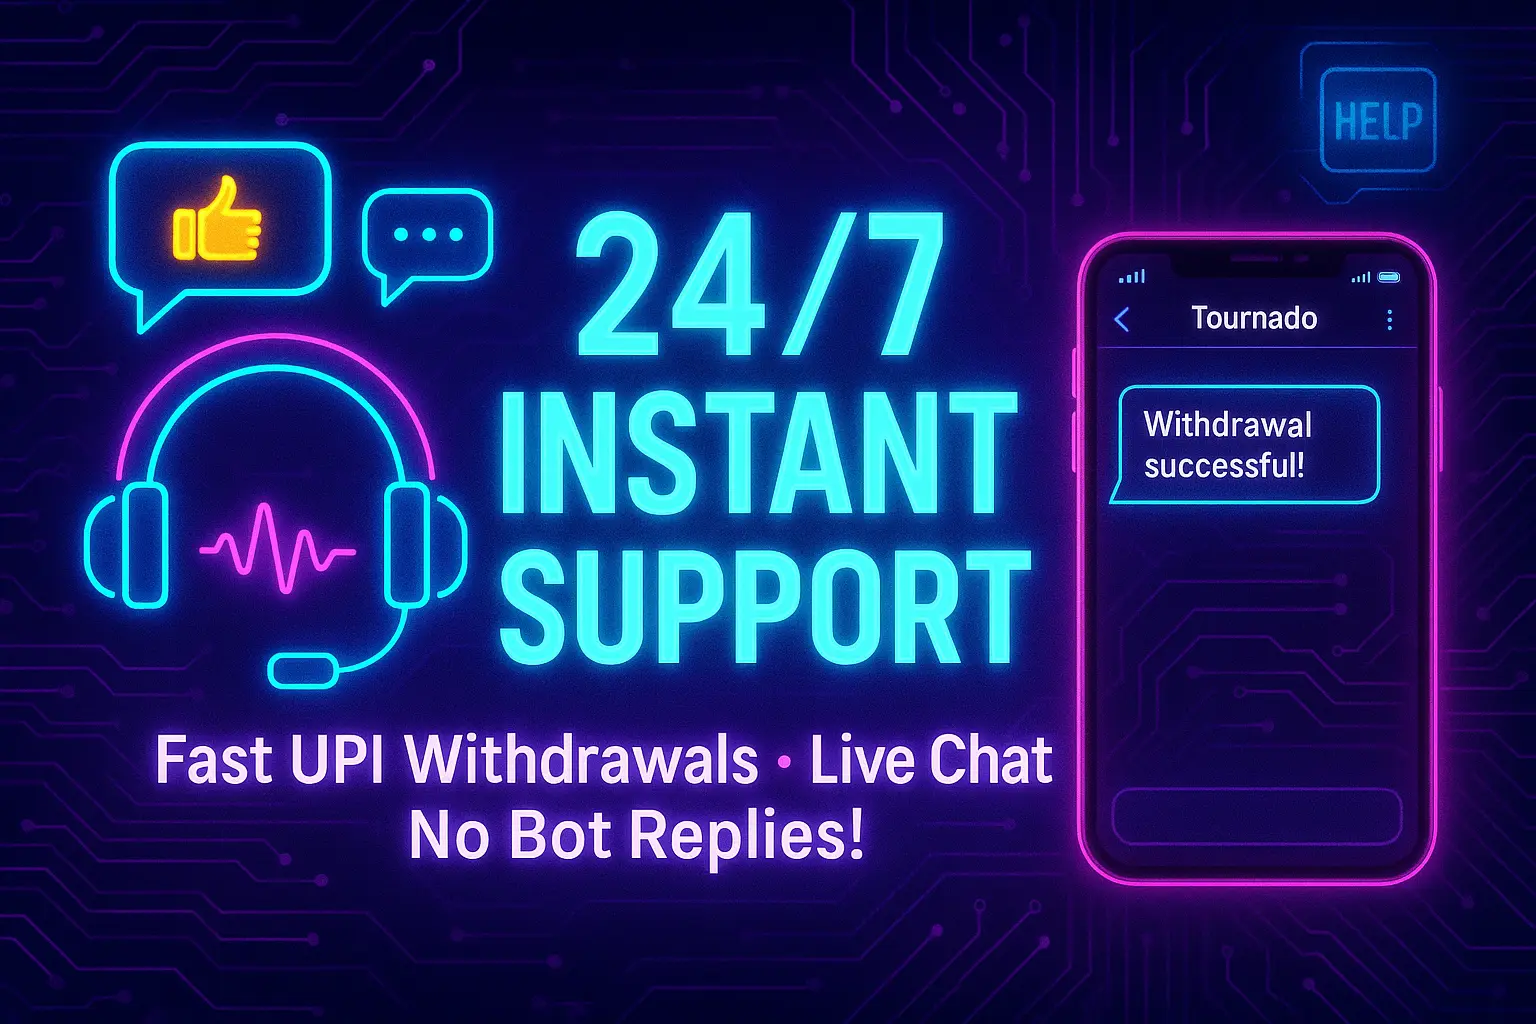 HELP
24/7
INSTANT
SUPPORT
Fast UPI Withdrawals • Live Chat
No Bot Replies!
Tournado
Withdrawal
successful!